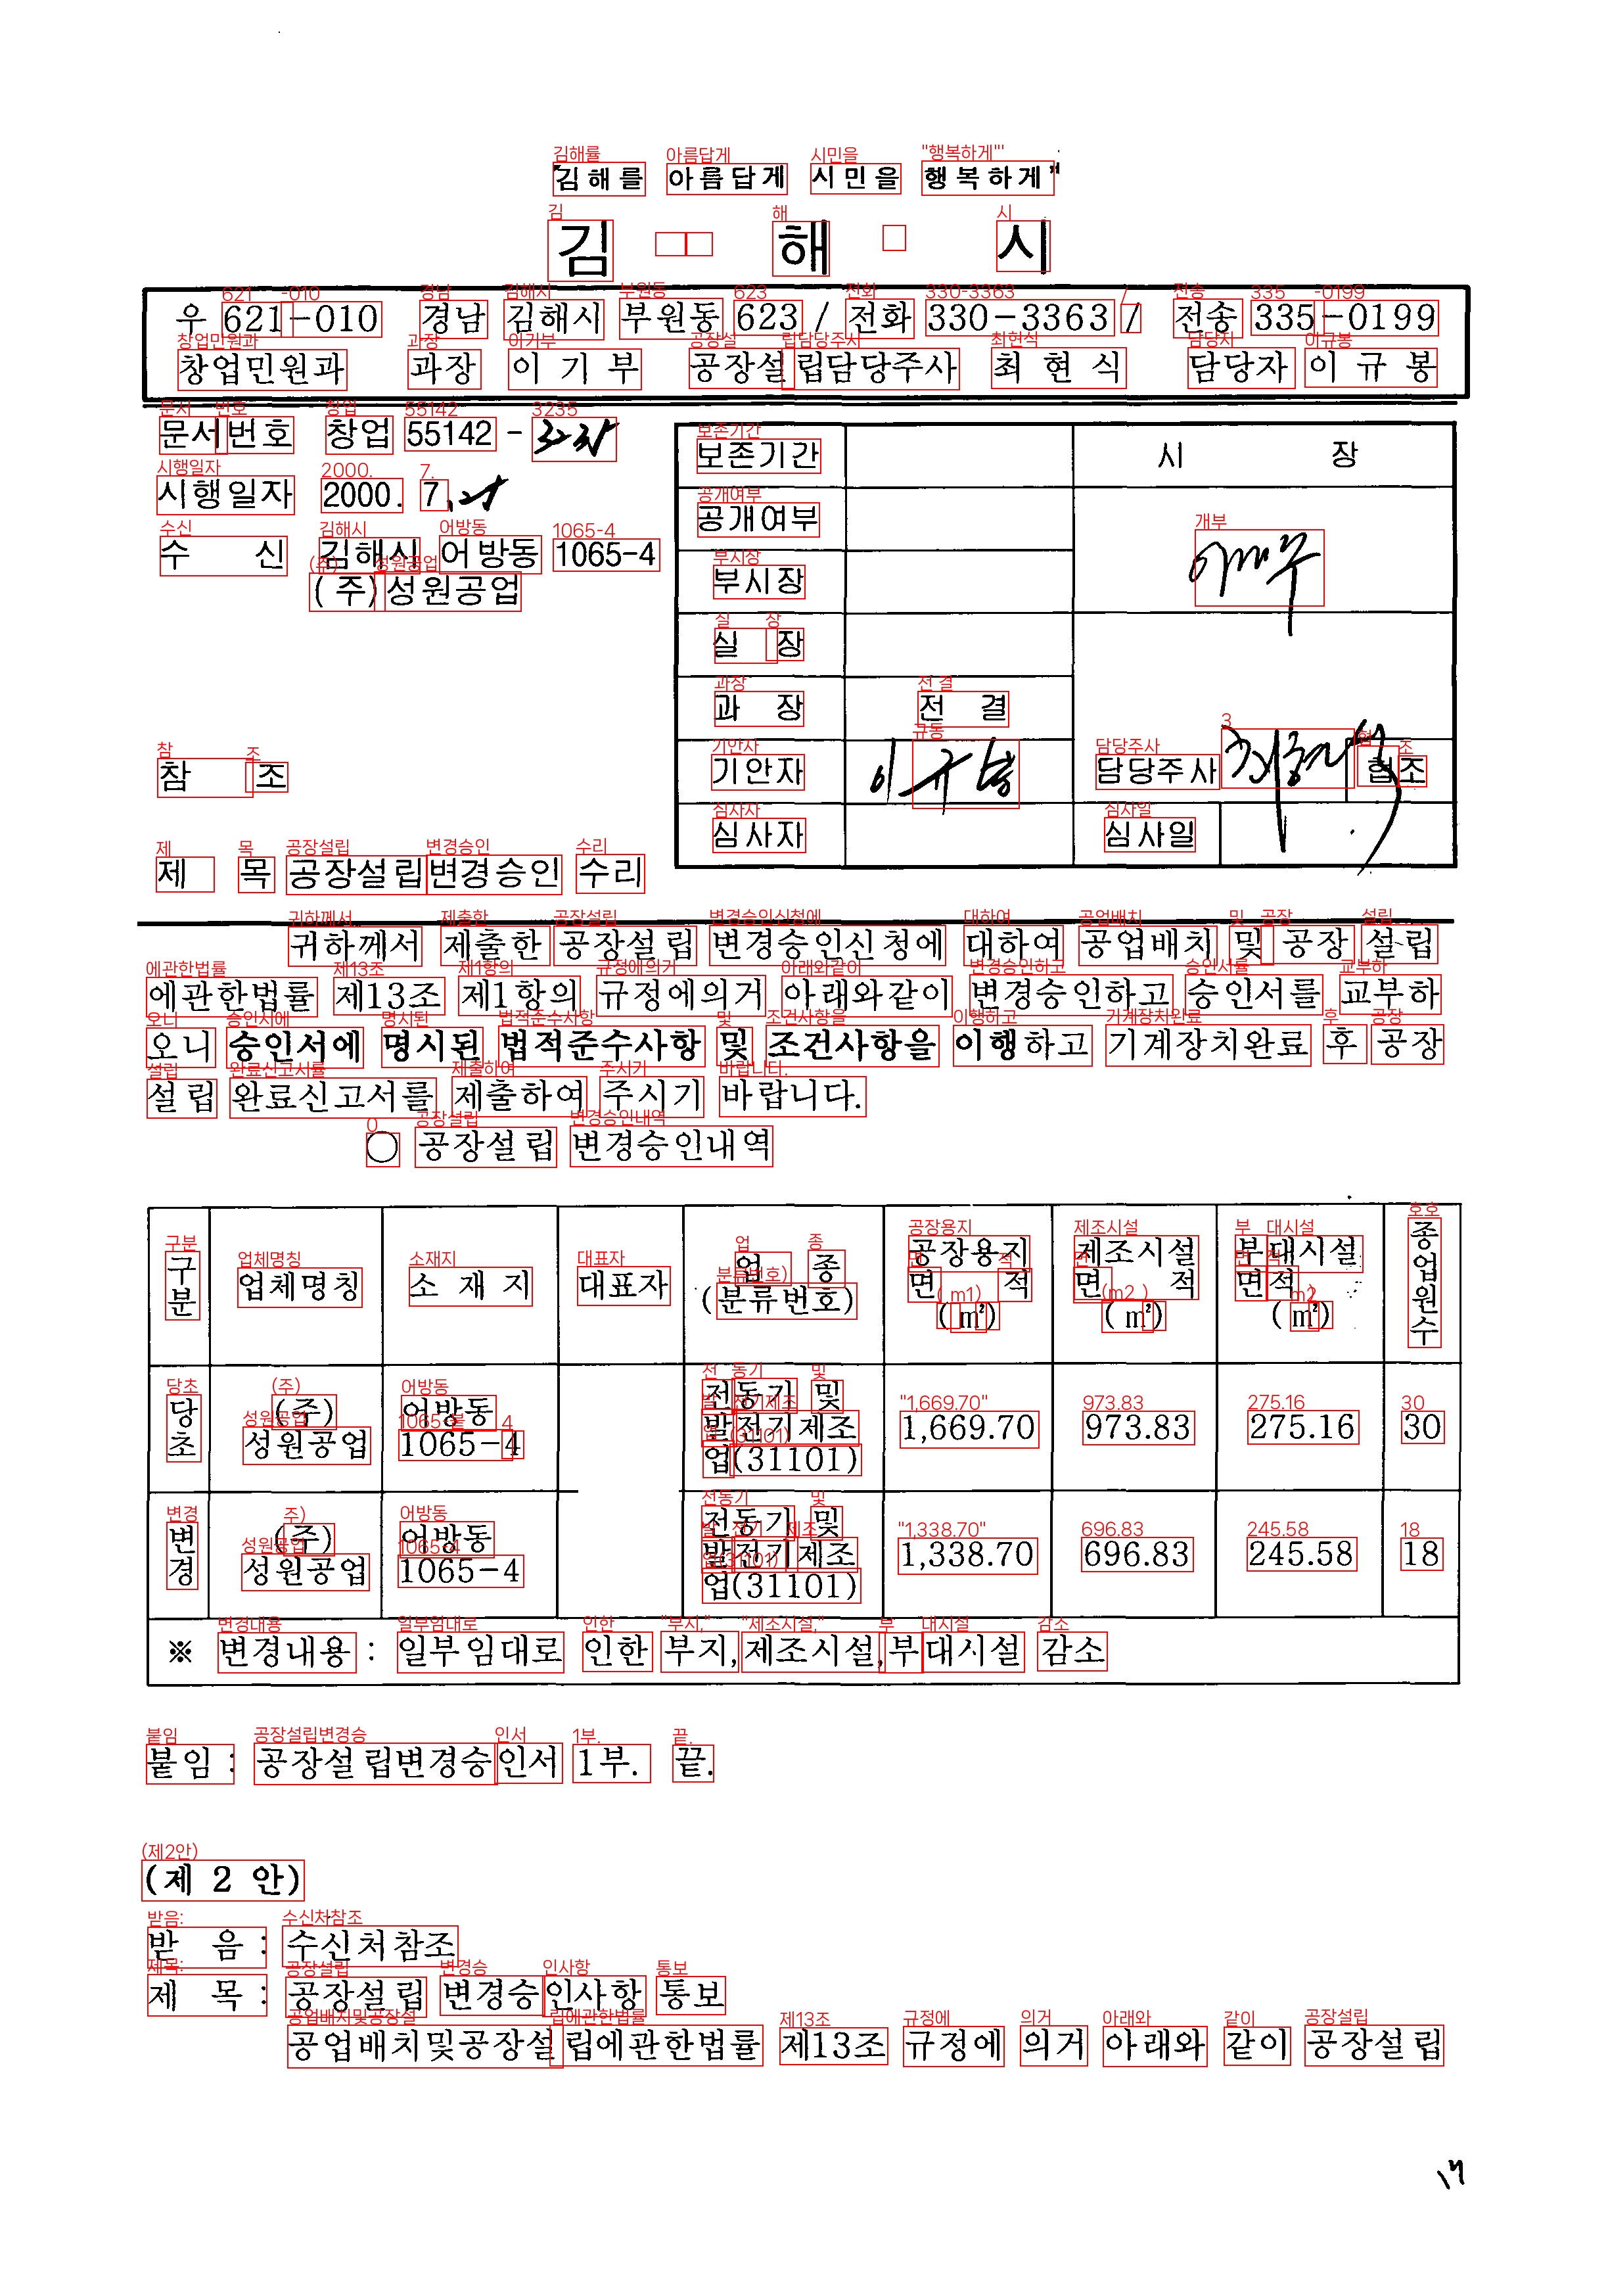 "김해를 아름답게 시민을 행복하게"
김 해 시
우 621-010 경남 김해시 부원동 623 / 전화 330-3363 / 전송 335-0199
창업민원과 과장 이 기 부 공장설립담당주사 최 현 식 담당자 이 규 봉
문서번호 창업 55142 -
시행일자 2000. 7.
수 신 김해시 어방동 1065-4
(주)성원공업
참 조
제 목 공장설립변경승인 수리
보존기간 시 장
공개여부
부시장
실 장
과 장 전 결
기안자 이규봉 담당주사 협조
심사자 심사일
귀하께서 제출한 공장설립 변경승인신청에 대하여 공업배치 및 공장 설립
에관한법률 제13조 제1항의 규정에의거 아래와같이 변경승인하고 승인서를 교부하
오니 승인서에 명시된 법적준수사항 및 조건사항을 이행하고 기계장치완료 후 공장
설립 완료신고서를 제출하여 주시기 바랍니다.
○ 공장설립 변경승인내역
구분 업체명칭 소 재 지 대표자 업 종 (분류번호) 공장용지 면 적 (㎡) 제조시설 면 적 (㎡) 부대시설 면적 (㎡) 종업원수
당초 (주)성원공업 어방동 1065-4 전동기 및 발전기제조업(31101) 1,669.70 973.83 275.16 30
변경 (주)성원공업 어방동 1065-4 전동기 및 발전기제조업(31101) 1,338.70 696.83 245.58 18
※ 변경내용 : 일부임대로 인한 부지, 제조시설, 부대시설 감소
붙임 : 공장설립변경승인서 1부. 끝.
(제 2 안)
받 음 : 수신처참조
제 목 : 공장설립 변경승인사항 통보
공업배치및공장설립에관한법률 제13조 규정에 의거 아래와 같이 공장설립
17